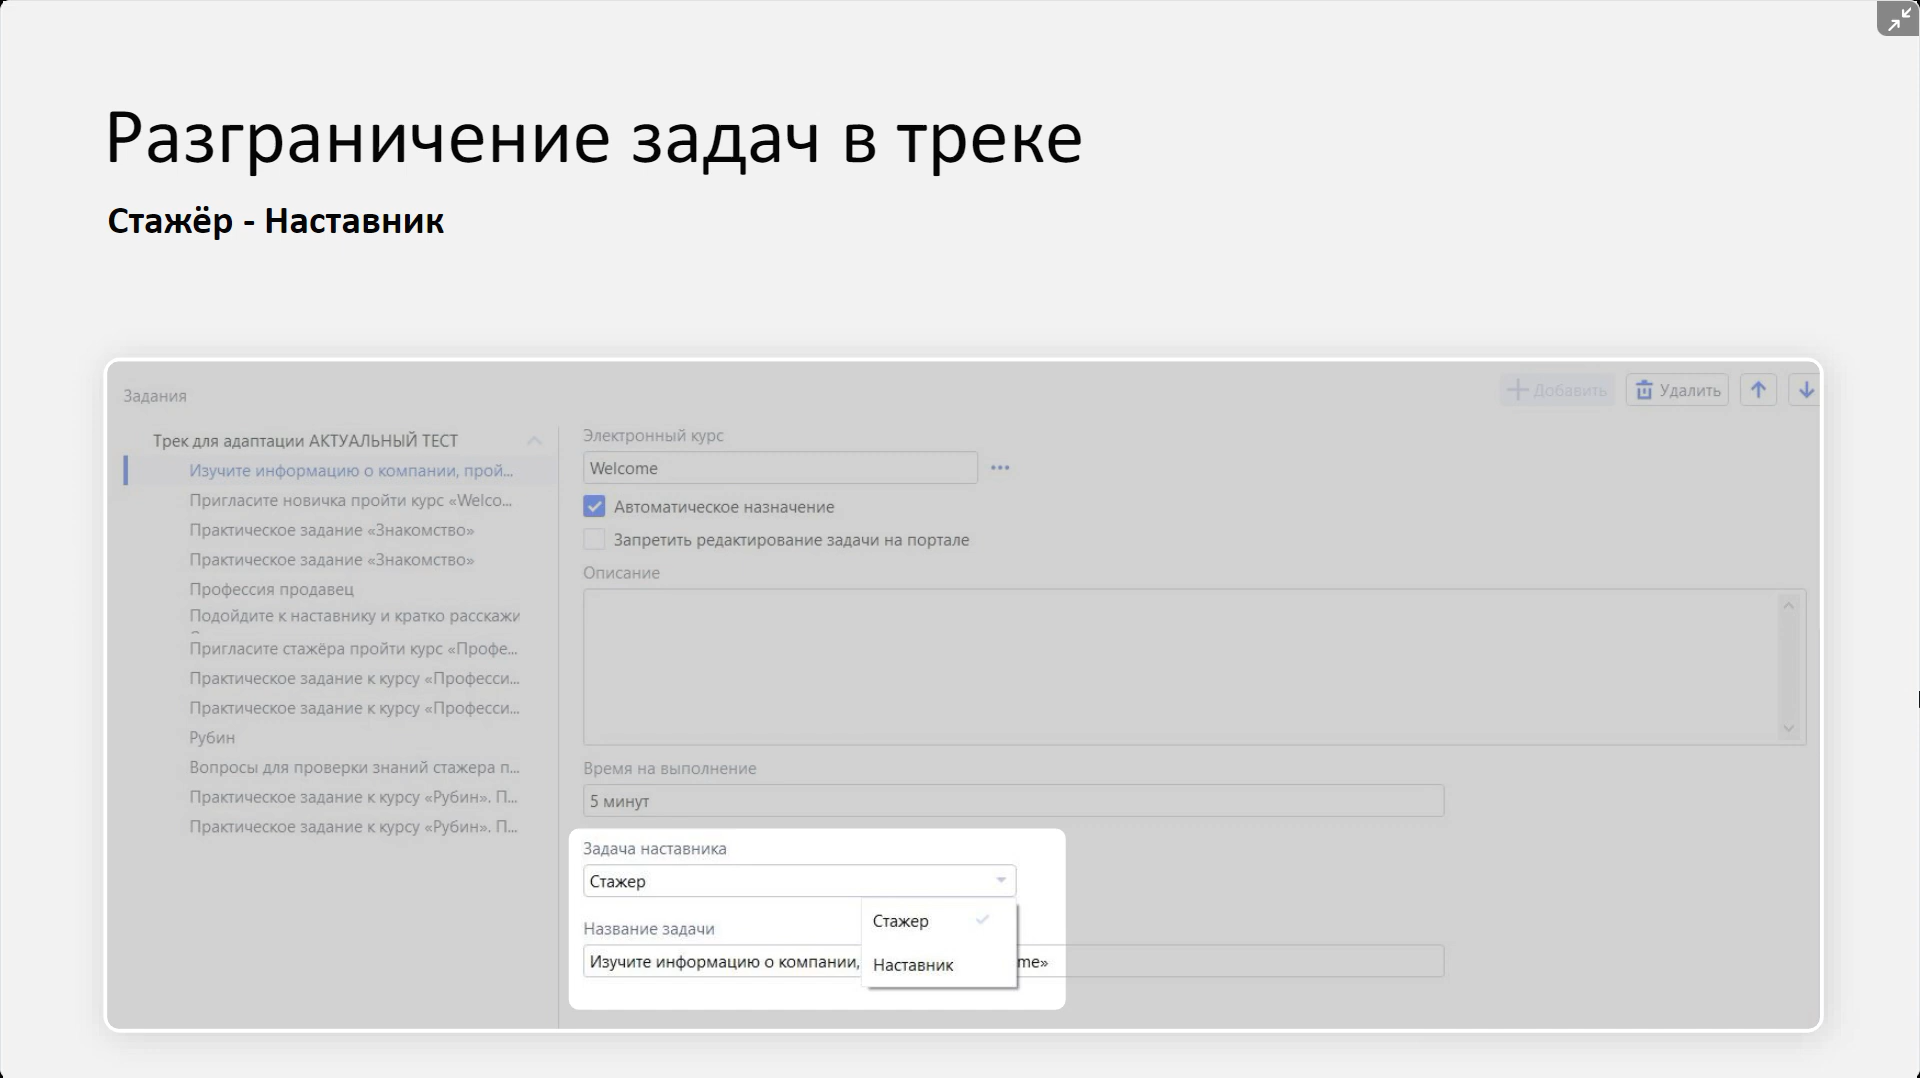 Разграничение задач в треке
Стажёр - Наставник
Задания
Добавить
Удалить
Трек для адаптации АКТУАЛЬНЫЙ ТЕСТ
Изучите информацию о компании, прой...
Пригласите новичка пройти курс «Welco...
Практическое задание «Знакомство»
Практическое задание «Знакомство»
Профессия продавец
Подойдите к наставнику и кратко расскажи
Пригласите стажёра пройти курс «Профе...
Практическое задание к курсу «Професси...
Практическое задание к курсу «Професси...
Рубин
Вопросы для проверки знаний стажера п...
Практическое задание к курсу «Рубин». П...
Практическое задание к курсу «Рубин». П...
Электронный курс
Welcome
Автоматическое назначение
Запретить редактирование задачи на портале
Описание
Время на выполнение
5 минут
Задача наставника
Стажер
Стажер
Наставник
Название задачи
Изучите информацию о компании, me»